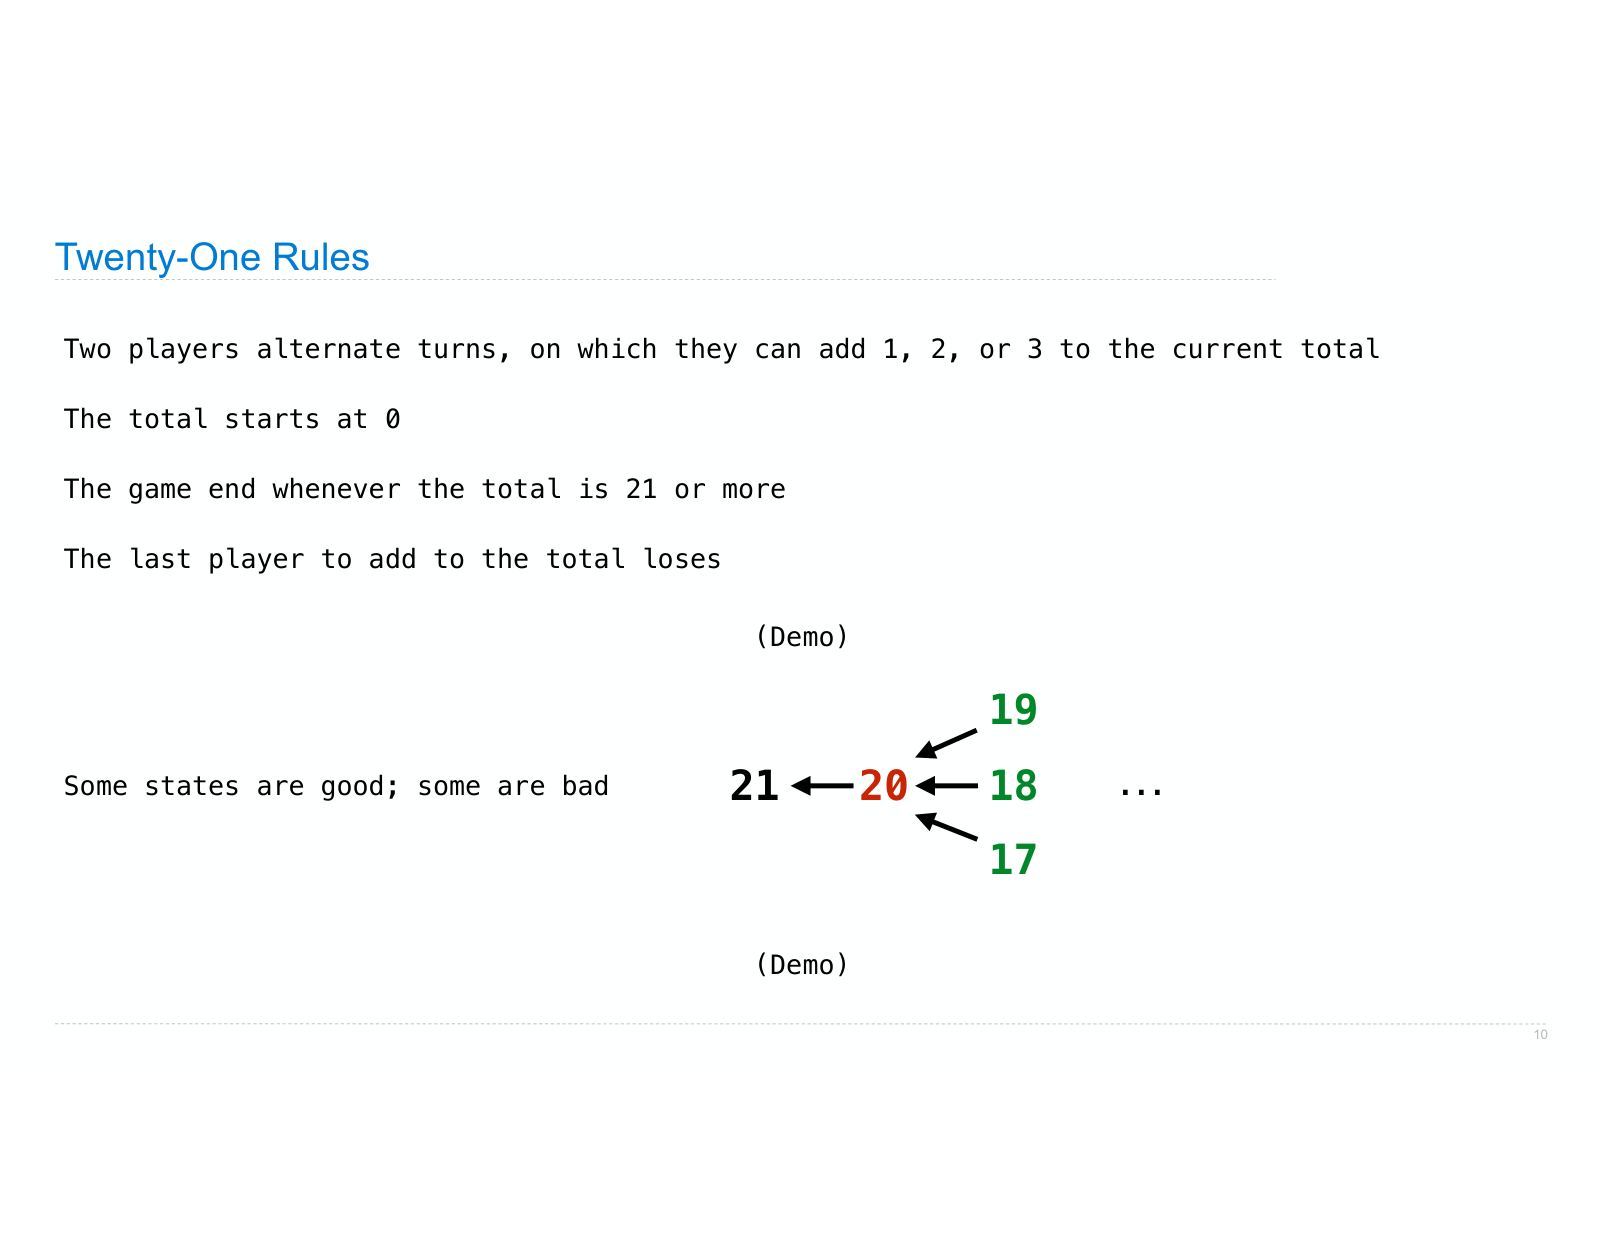 Twenty-One Rules
Two players alternate turns, on which they can add 1, 2, or 3 to the current total
The total starts at 0
The game end whenever the total is 21 or more
The last player to add to the total loses
(Demo)
19
Some states are good; some are bad 21 20 18 ...
17
(Demo)
10